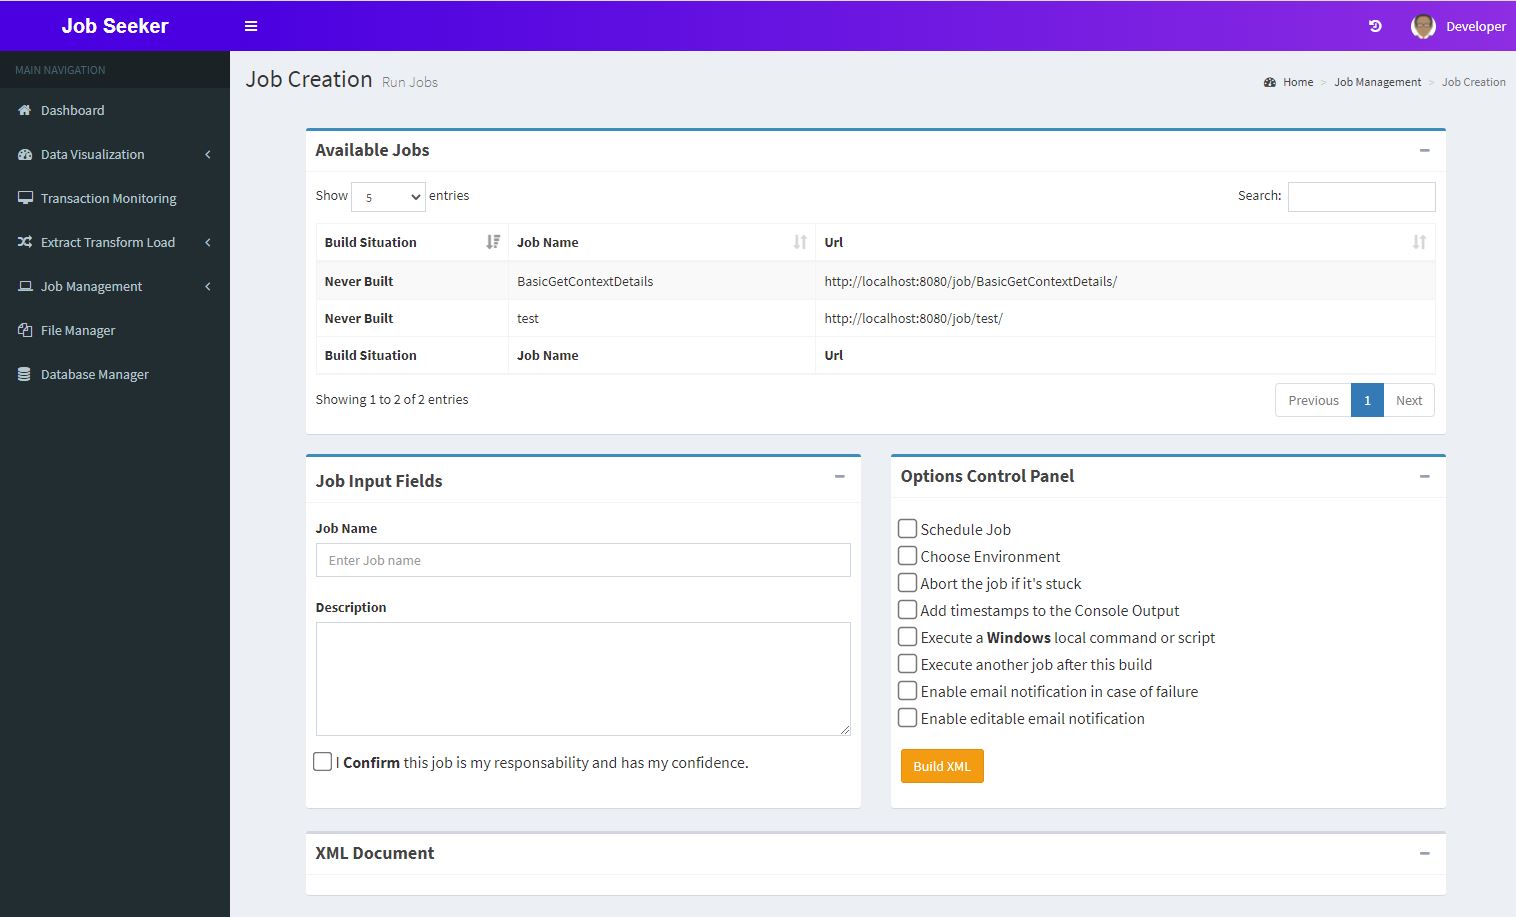 Job Seeker
Developer
MAIN NAVIGATION
Dashboard
Data Visualization
Transaction Monitoring
Extract Transform Load
Job Management
File Manager
Database Manager
Job Creation Run Jobs
Home > Job Management > Job Creation
Available Jobs
Show 5 entries
Search:
Build Situation Job Name Url
Never Built BasicGetContextDetails http://localhost:8080/job/BasicGetContextDetails/
Never Built test http://localhost:8080/job/test/
Build Situation Job Name Url
Showing 1 to 2 of 2 entries
Previous 1 Next
Job Input Fields
Job Name
Enter Job name
Description
I Confirm this job is my responsability and has my confidence.
Options Control Panel
Schedule Job
Choose Environment
Abort the job if it's stuck
Add timestamps to the Console Output
Execute a Windows local command or script
Execute another job after this build
Enable email notification in case of failure
Enable editable email notification
Build XML
XML Document